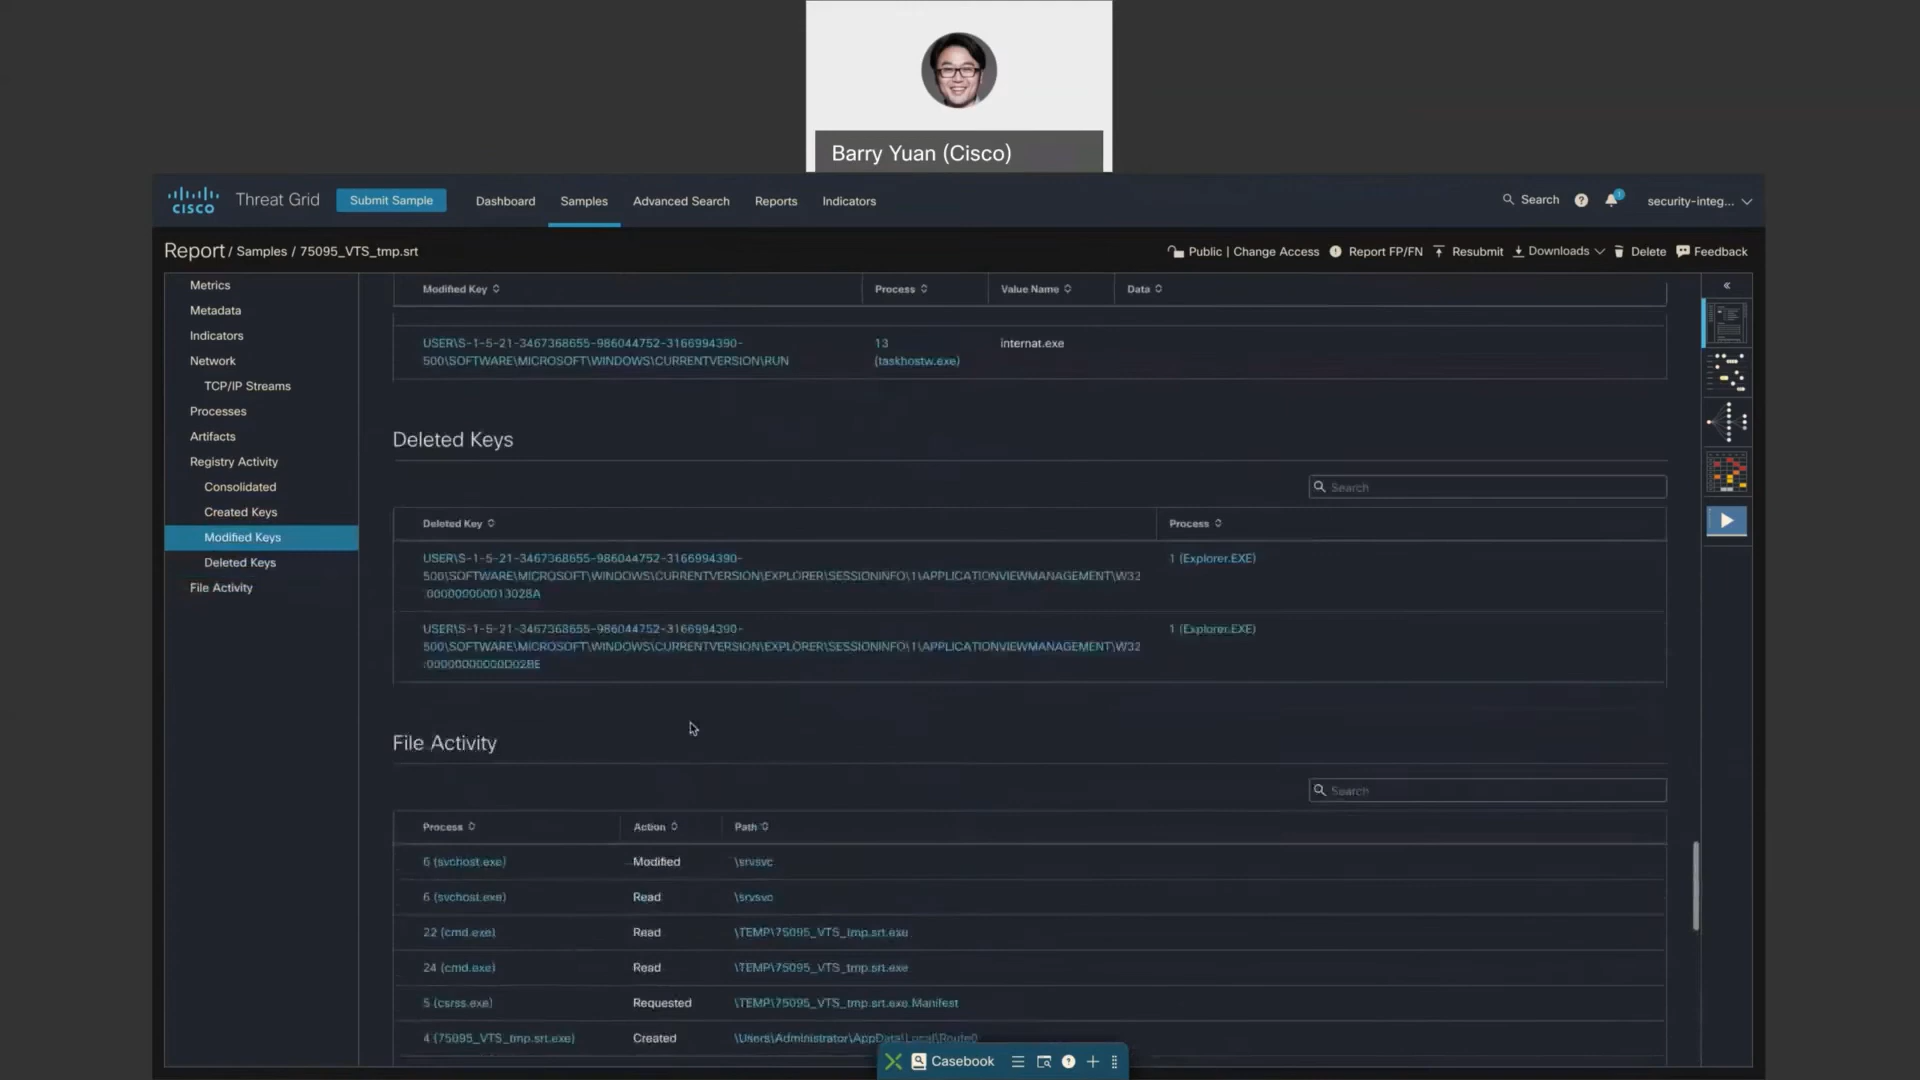 Barry Yuan (Cisco)
CISCO
Threat Grid
Submit Sample
Dashboard
Samples
Advanced Search
Reports
Indicators
Search
?
1
security-integ...
Report / Samples / 75095_VTS_tmp.srt
Public | Change Access
Report FP/FN
Resubmit
Downloads
Delete
Feedback
Metrics
Metadata
Indicators
Network
TCP/IP Streams
Processes
Artifacts
Registry Activity
Consolidated
Created Keys
Modified Keys
Deleted Keys
File Activity
Modified Key
Process
Value Name
Data
USER\S-1-5-21-3467368655-986044752-3166994390-
500\SOFTWARE\MICROSOFT\WINDOWS\CURRENTVERSION\RUN
13
(taskhostw.exe)
internat.exe
Deleted Keys
Search
Deleted Key
Process
USER\S-1-5-21-3467368655-986044752-3166994390-
500\SOFTWARE\MICROSOFT\WINDOWS\CURRENTVERSION\EXPLORER\SESSIONINFO\1\APPLICATIONVIEWMANAGEMENT\W32
:000000000001302BA
1 (Explorer.EXE)
USER\S-1-5-21-3467368655-986044752-3166994390-
500\SOFTWARE\MICROSOFT\WINDOWS\CURRENTVERSION\EXPLORER\SESSIONINFO\1\APPLICATIONVIEWMANAGEMENT\W32
1 (Explorer.EXE)
File Activity
Search
Process
Action
Path
6 (svchost.exe)
Modified
\srvsvc
6 (svchost.exe)
Read
\srvsvc
22 (cmd.exe)
Read
\TEMP\75095_VTS_tmp.srt.exe
24 (cmd.exe)
Read
\TEMP\75095_VTS_tmp.srt.exe
5 (csrss.exe)
Requested
\TEMP\75095_VTS_tmp.srt.exe.Manifest
4 (75095_VTS_tmp.srt.exe)
Created
\Users\Administrator\AppData\Local\Route0
Casebook
?